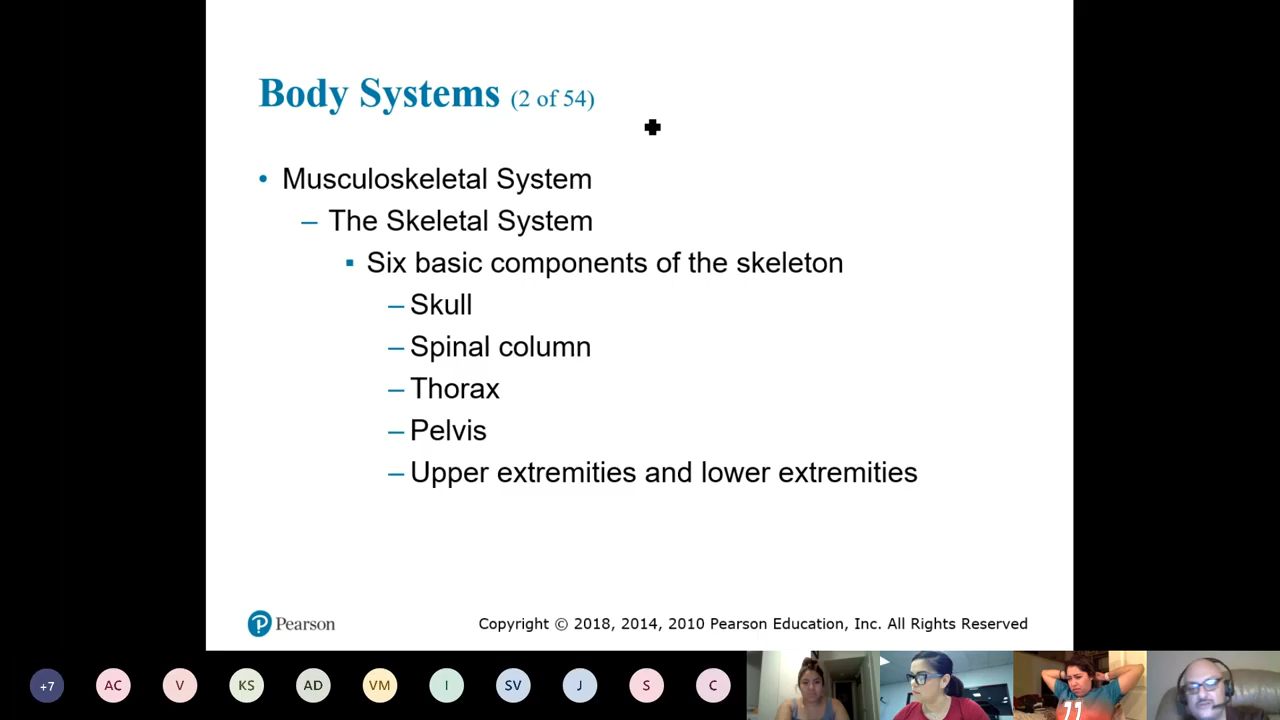 Body Systems (2 of 54)
• Musculoskeletal System
– The Skeletal System
▪ Six basic components of the skeleton
– Skull
– Spinal column
– Thorax
– Pelvis
– Upper extremities and lower extremities
Pearson
Copyright © 2018, 2014, 2010 Pearson Education, Inc. All Rights Reserved
+7 AC V KS AD VM I SV J S C